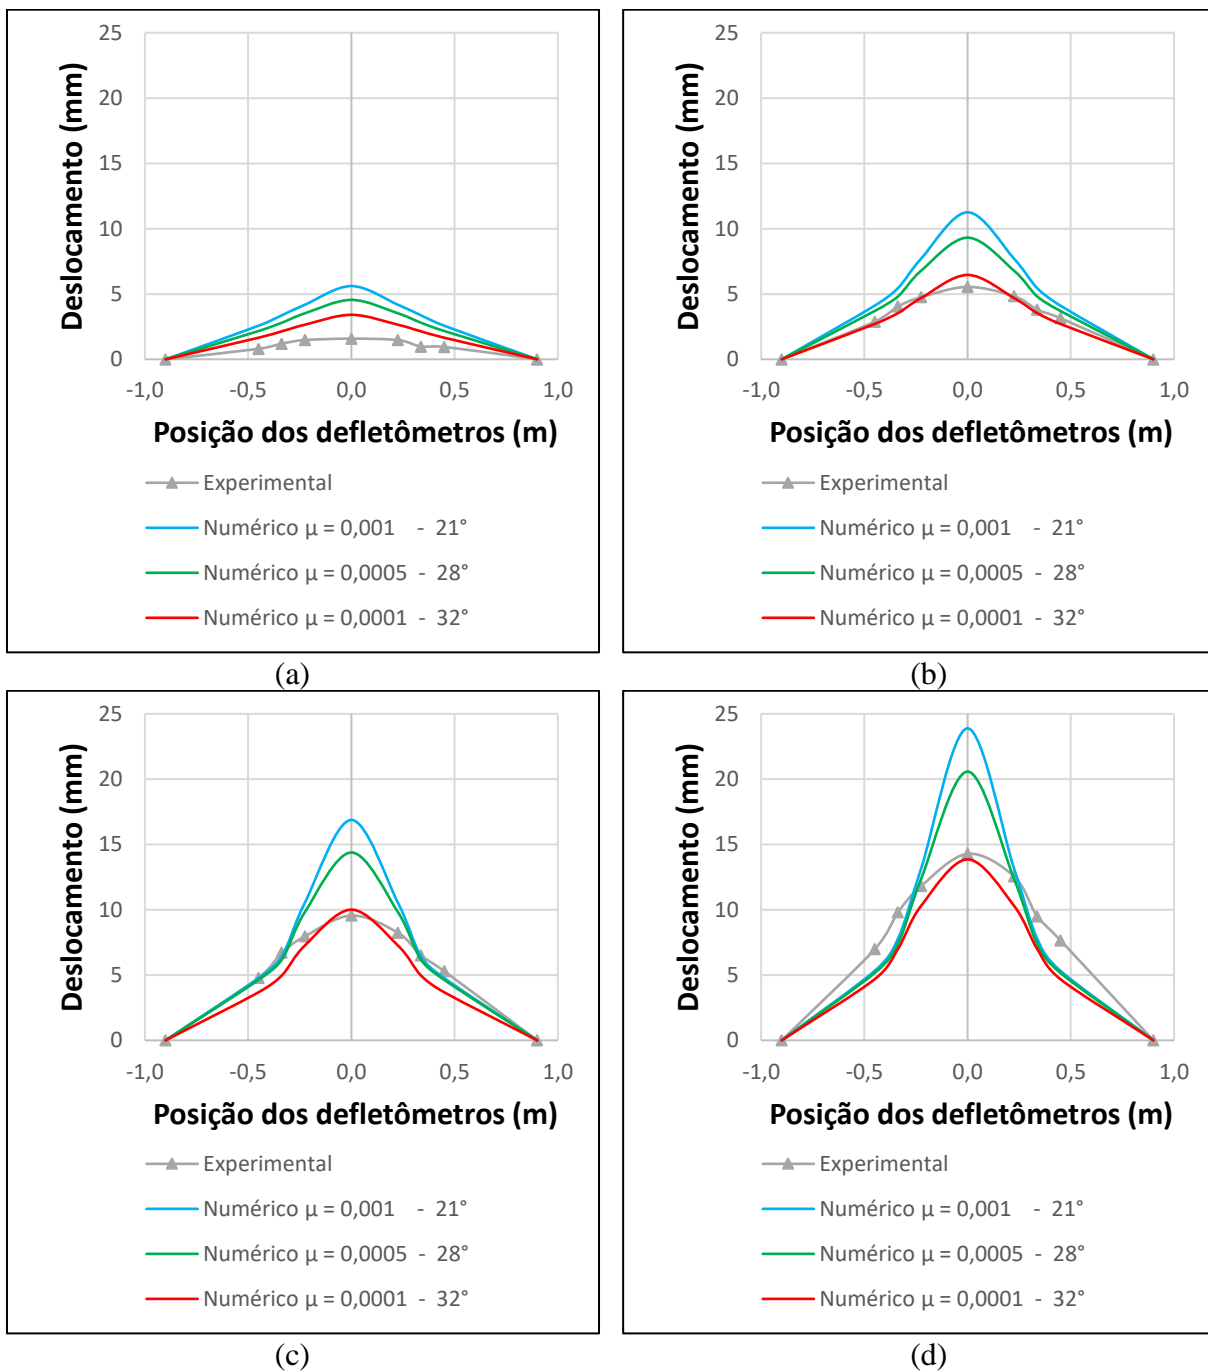 25
20
15
10
5
0
-1,0 -0,5 0,0 0,5 1,0
Deslocamento (mm)
Posição dos defletômetros (m)
Experimental
Numérico μ = 0,001 - 21°
Numérico μ = 0,0005 - 28°
Numérico μ = 0,0001 - 32°
(a)
25
20
15
10
5
0
-1,0 -0,5 0,0 0,5 1,0
Deslocamento (mm)
Posição dos defletômetros (m)
Experimental
Numérico μ = 0,001 - 21°
Numérico μ = 0,0005 - 28°
Numérico μ = 0,0001 - 32°
(b)
25
20
15
10
5
0
-1,0 -0,5 0,0 0,5 1,0
Deslocamento (mm)
Posição dos defletômetros (m)
Experimental
Numérico μ = 0,001 - 21°
Numérico μ = 0,0005 - 28°
Numérico μ = 0,0001 - 32°
(c)
25
20
15
10
5
0
-1,0 -0,5 0,0 0,5 1,0
Deslocamento (mm)
Posição dos defletômetros (m)
Experimental
Numérico μ = 0,001 - 21°
Numérico μ = 0,0005 - 28°
Numérico μ = 0,0001 - 32°
(d)